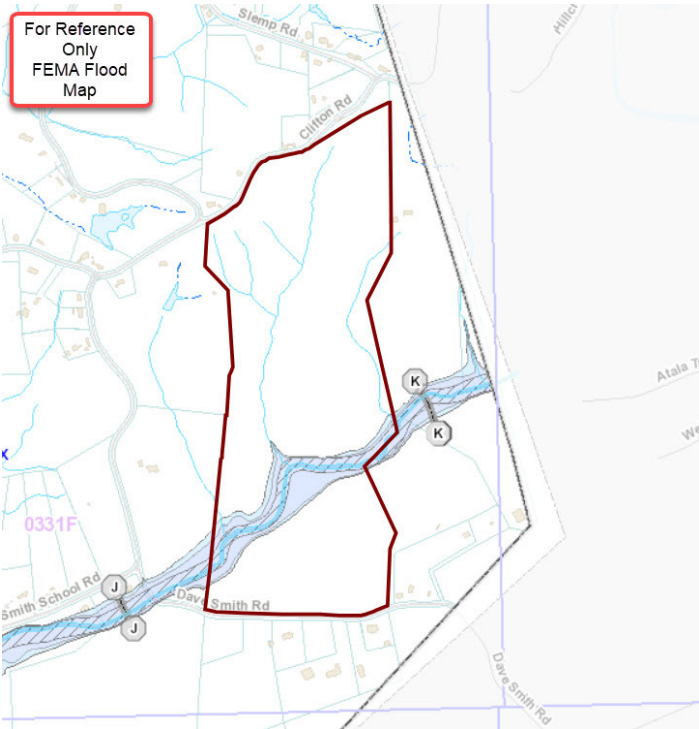 For Reference
Only
FEMA Flood
Map
Slemp Rd
Clifton Rd
K
Atala
K
X
0331F
J
Smith School Rd
Dave Smith Rd
J
Dave Smith Rd